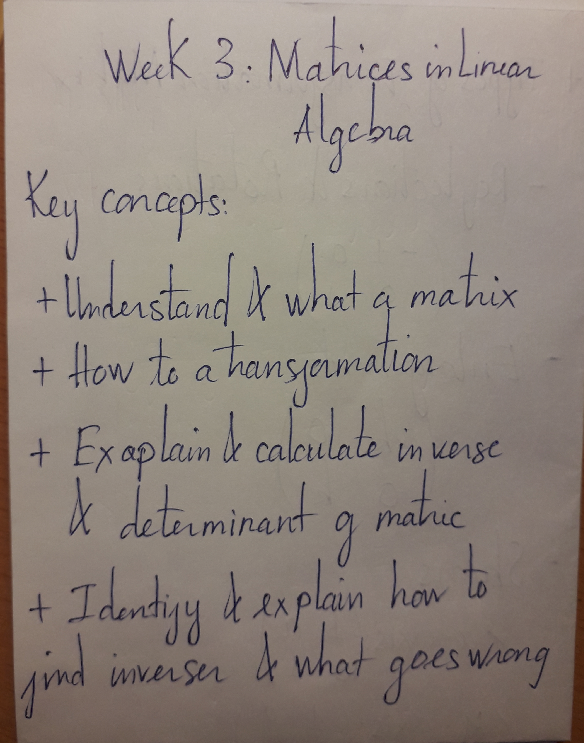 Week 3: Matrices in Linear
Algebra
Key concepts:
+ Understand & what a matrix
+ How to a transformation
+ Exaplain & calculate inverse
& determinant of matric
+ Identify & explain how to
find inverser & what goes wrong